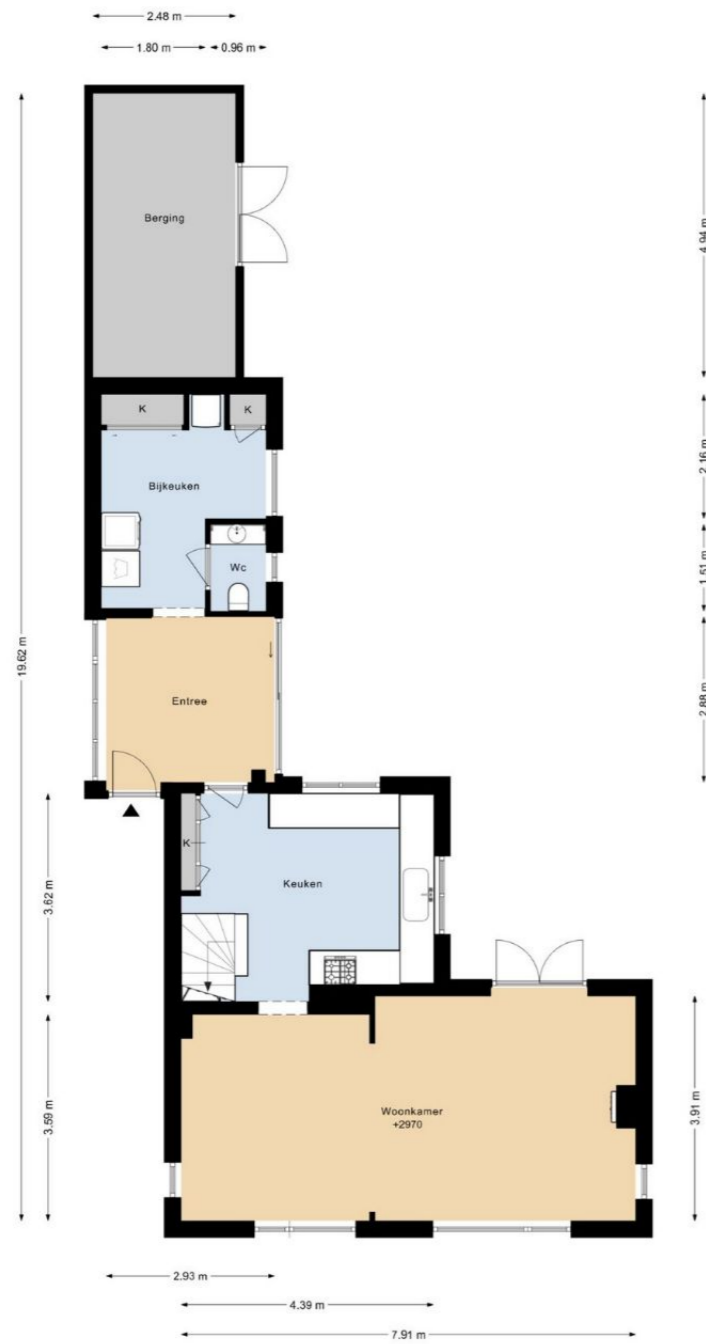 2.48 m
1.80 m
0.96 m
Berging
4.94 m
K
K
Bijkeuken
2.16 m
Wc
1.51 m
19.62 m
Entree
2.88 m
K
Keuken
3.62 m
Woonkamer
+2970
3.59 m
3.91 m
2.93 m
4.39 m
7.91 m